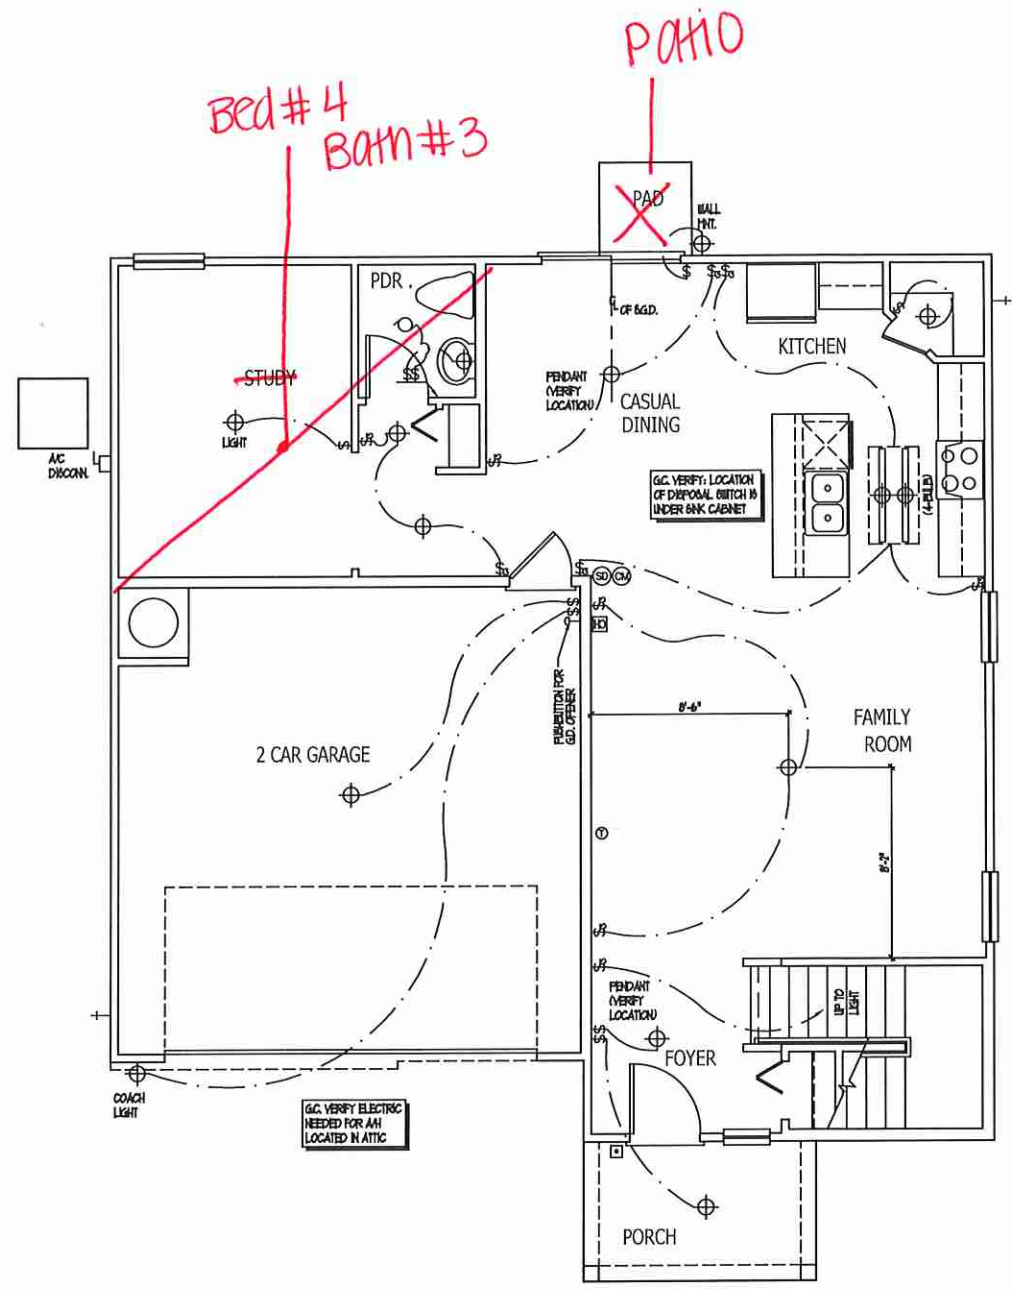 Patio
Bed # 4
Bath # 3
PAD
WALL
MNT.
PDR.
℄ OF S.G.D.
KITCHEN
STUDY
LIGHT
$$
PENDANT
(VERIFY
LOCATION)
CASUAL
DINING
A/C
DISCONN.
G.C. VERIFY: LOCATION
OF DISPOSAL SWITCH IS
UNDER SINK CABINET
(4-BULB)
SD
CM
HD
PUSHBUTTON FOR
G.D. OPENER
8'-6"
FAMILY
ROOM
2 CAR GARAGE
T
8'-2"
PENDANT
(VERIFY
LOCATION)
UP TO
LIGHT
FOYER
COACH
LIGHT
G.C. VERIFY ELECTRIC
NEEDED FOR A/H
LOCATED IN ATTIC
PORCH